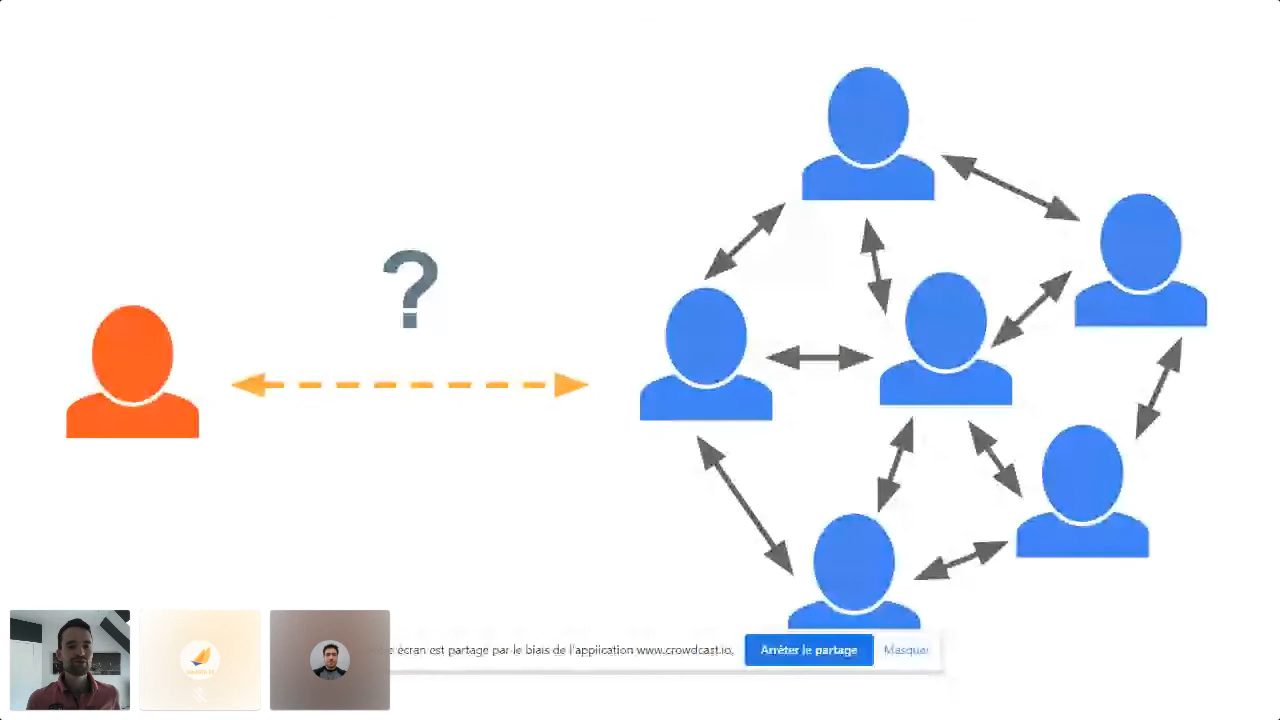 ?
écran est partagé par le biais de l'application www.crowdcast.io.
Arrêter le partage
Masquer